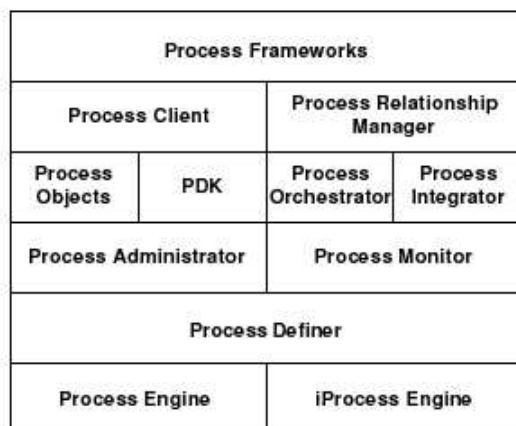 Process Frameworks
Process Client
Process Relationship
Manager
Process
Objects
PDK
Process
Orchestrator
Process
Integrator
Process Administrator
Process Monitor
Process Definer
Process Engine
iProcess Engine